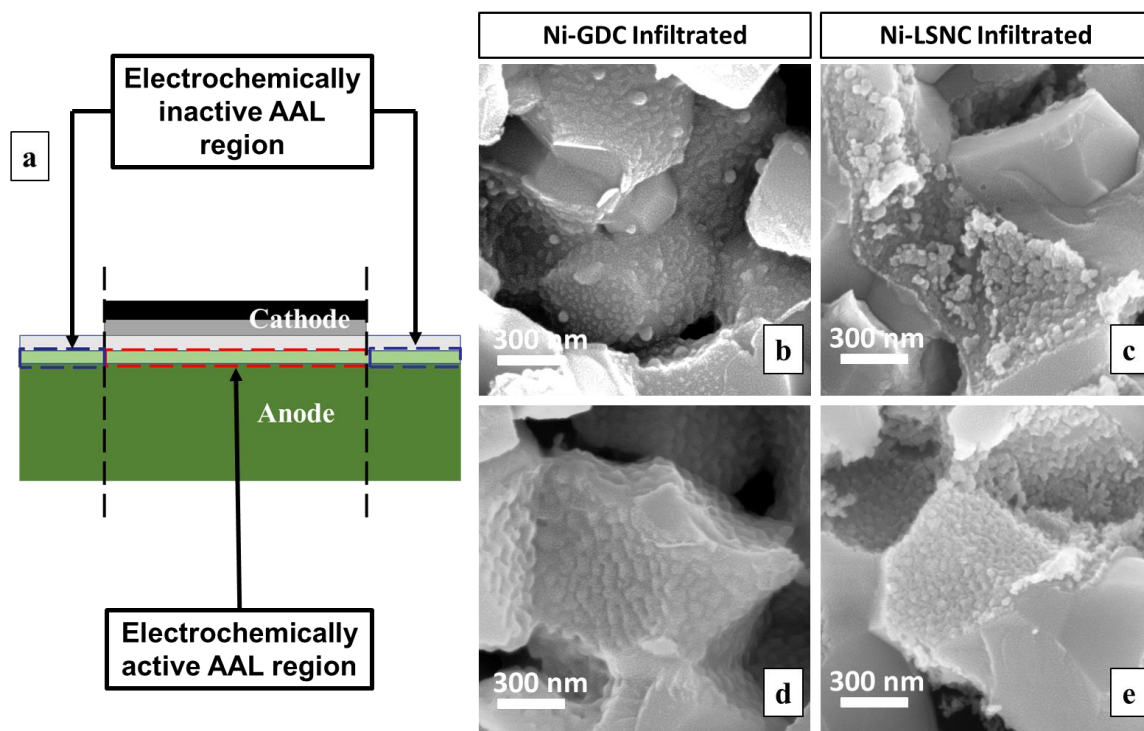 Ni-GDC Infiltrated
Ni-LSNC Infiltrated
Electrochemically
inactive AAL
region
a
Cathode
Anode
Electrochemically
active AAL region
300 nm
b
300 nm
c
300 nm
d
300 nm
e